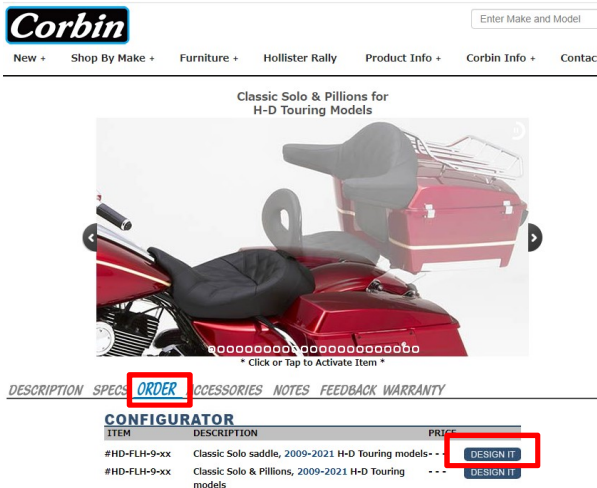 Corbin
Enter Make and Model
New + Shop By Make + Furniture + Hollister Rally Product Info + Corbin Info + Contac
Classic Solo & Pillions for
H-D Touring Models
* Click or Tap to Activate Item *
DESCRIPTION SPECS ORDER ACCESSORIES NOTES FEEDBACK WARRANTY
CONFIGURATOR
ITEM DESCRIPTION PRICE
#HD-FLH-9-xx Classic Solo saddle, 2009-2021 H-D Touring models - - - DESIGN IT
#HD-FLH-9-xx Classic Solo & Pillions, 2009-2021 H-D Touring - - - DESIGN IT
models